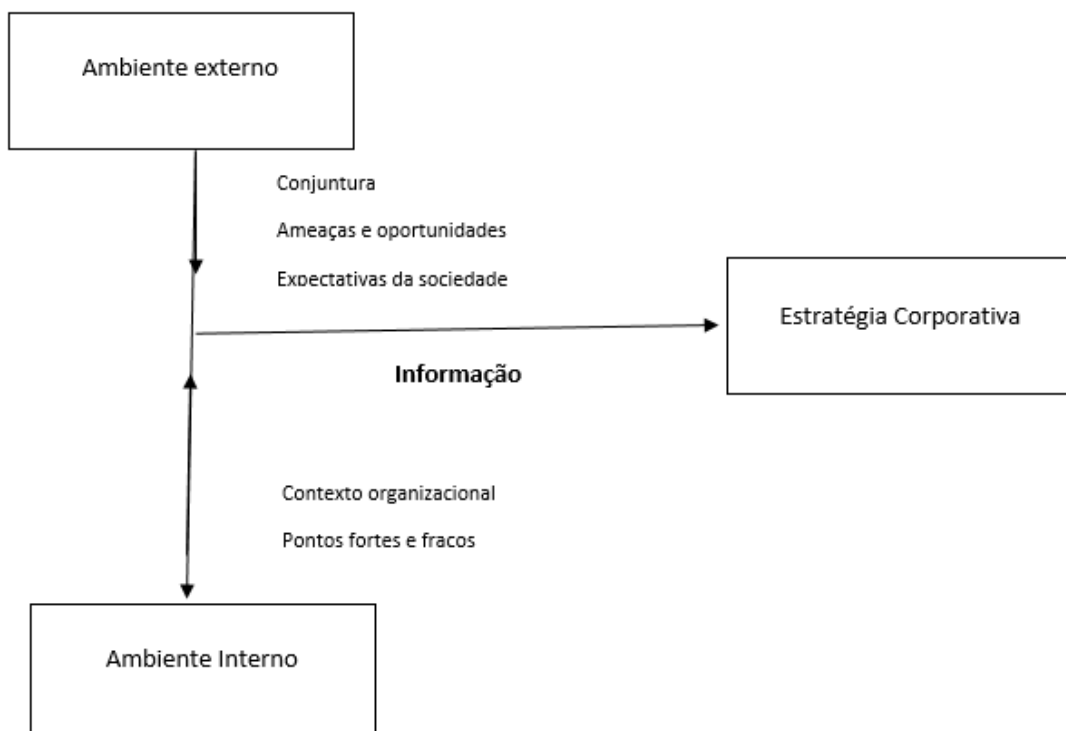 Ambiente externo
Conjuntura
Ameaças e oportunidades
Expectativas da sociedade
Estratégia Corporativa
Informação
Contexto organizacional
Pontos fortes e fracos
Ambiente Interno